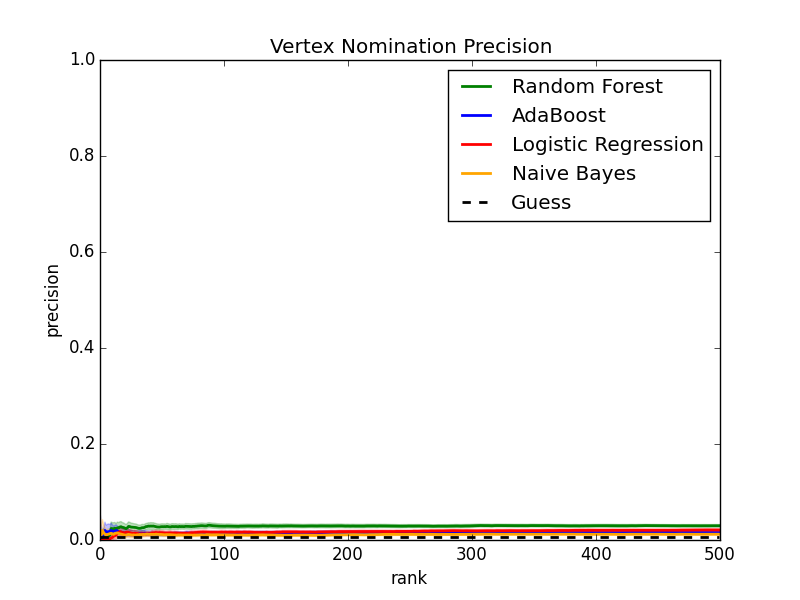 Vertex Nomination Precision
1.0
0.8
0.6
0.4
0.2
0.0
precision
Random Forest
AdaBoost
Logistic Regression
Naive Bayes
Guess
0 100 200 300 400 500
rank